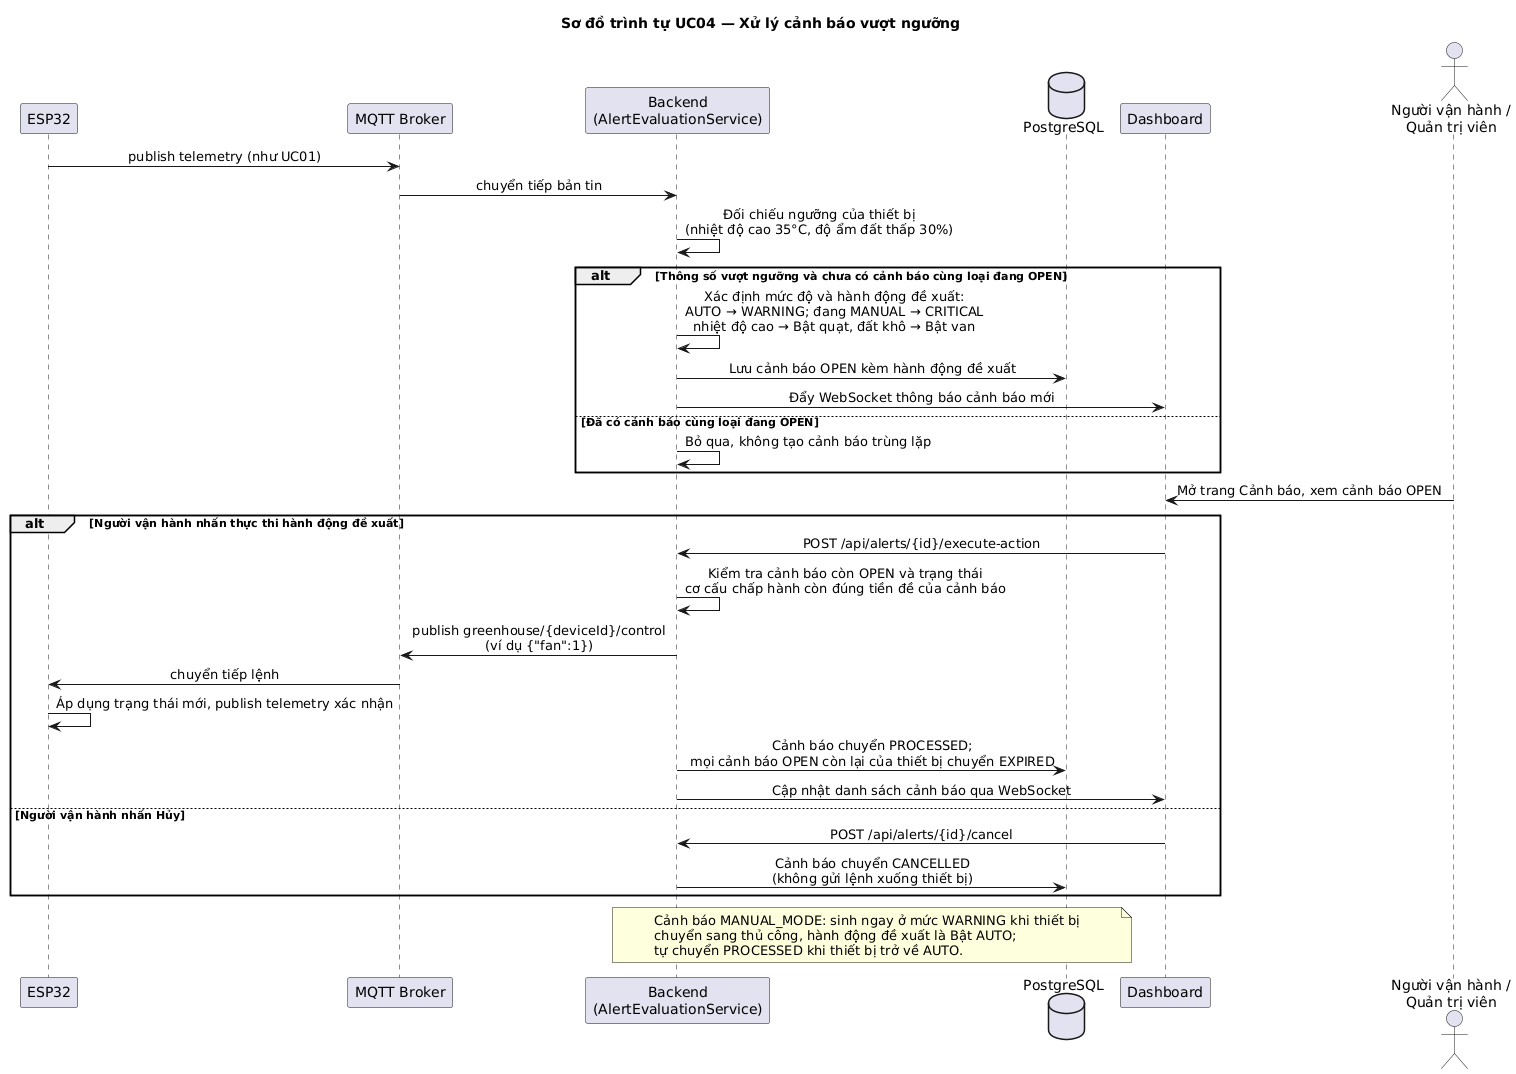 Sơ đồ trình tự UC04 — Xử lý cảnh báo vượt ngưỡng
ESP32
MQTT Broker
Backend
(AlertEvaluationService)
PostgreSQL
Dashboard
Người vận hành /
Quản trị viên
publish telemetry (như UC01)
chuyển tiếp bản tin
Đối chiếu ngưỡng của thiết bị
(nhiệt độ cao 35°C, độ ẩm đất thấp 30%)
alt
[Thông số vượt ngưỡng và chưa có cảnh báo cùng loại đang OPEN]
Xác định mức độ và hành động đề xuất:
AUTO → WARNING; đang MANUAL → CRITICAL
nhiệt độ cao → Bật quạt, đất khô → Bật van
Lưu cảnh báo OPEN kèm hành động đề xuất
Đẩy WebSocket thông báo cảnh báo mới
[Đã có cảnh báo cùng loại đang OPEN]
Bỏ qua, không tạo cảnh báo trùng lặp
Mở trang Cảnh báo, xem cảnh báo OPEN
alt
[Người vận hành nhấn thực thi hành động đề xuất]
POST /api/alerts/{id}/execute-action
Kiểm tra cảnh báo còn OPEN và trạng thái
cơ cấu chấp hành còn đúng tiền đề của cảnh báo
publish greenhouse/{deviceId}/control
(ví dụ {"fan":1})
chuyển tiếp lệnh
Áp dụng trạng thái mới, publish telemetry xác nhận
Cảnh báo chuyển PROCESSED;
mọi cảnh báo OPEN còn lại của thiết bị chuyển EXPIRED
Cập nhật danh sách cảnh báo qua WebSocket
[Người vận hành nhấn Hủy]
POST /api/alerts/{id}/cancel
Cảnh báo chuyển CANCELLED
(không gửi lệnh xuống thiết bị)
Cảnh báo MANUAL_MODE: sinh ngay ở mức WARNING khi thiết bị
chuyển sang thủ công, hành động đề xuất là Bật AUTO;
tự chuyển PROCESSED khi thiết bị trở về AUTO.
ESP32
MQTT Broker
Backend
(AlertEvaluationService)
PostgreSQL
Dashboard
Người vận hành /
Quản trị viên